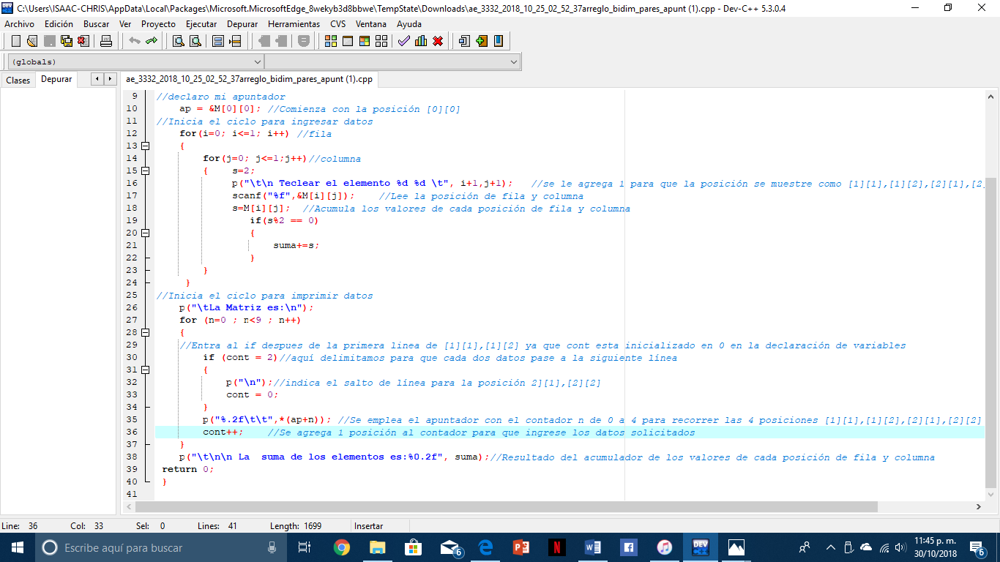 C:\Users\ISAAC-CHRIS\AppData\Local\Packages\Microsoft.MicrosoftEdge_8wekyb3d8bbwe\TempState\Downloads\ae_3332_2018_10_25_02_52_37arreglo_bidim_pares_apunt (1).cpp - Dev-C++ 5.3.0.4
Archivo Edición Buscar Ver Proyecto Ejecutar Depurar Herramientas CVS Ventana Ayuda
(globals)
Clases Depurar ae_3332_2018_10_25_02_52_37arreglo_bidim_pares_apunt (1).cpp
9 //declaro mi apuntador
10 ap = &M[0][0]; //Comienza con la posición [0][0]
11 //Inicia el ciclo para ingresar datos
12 for(i=0; i<=1; i++) //fila
13 {
14 for(j=0; j<=1;j++)//columna
15 { s=2;
16 p("\t\n Teclear el elemento %d %d \t", i+1,j+1); //se le agrega 1 para que la posición se muestre como [1][1],[1][2],[2][1],[2
17 scanf("%f",&M[i][j]); //Lee la posición de fila y columna
18 s=M[i][j]; //Acumula los valores de cada posición de fila y columna
19 if(s%2 == 0)
20 {
21 suma+=s;
22 }
23 }
24 }
25 //Inicia el ciclo para imprimir datos
26 p("\tLa Matriz es:\n");
27 for (n=0 ; n<9 ; n++)
28 {
29 //Entra al if despues de la primera linea de [1][1],[1][2] ya que cont esta inicializado en 0 en la declaración de variables
30 if (cont = 2)//aquí delimitamos para que cada dos datos pase a la siguiente línea
31 {
32 p("\n");//indica el salto de línea para la posición 2][1],[2][2]
33 cont = 0;
34 }
35 p("%.2f\t\t",*(ap+n)); //Se emplea el apuntador con el contador n de 0 a 4 para recorrer las 4 posiciones [1][1],[1][2],[2][1],[2][2]
36 cont++; //Se agrega 1 posición al contador para que ingrese los datos solicitados
37 }
38 p("\t\n\n La  suma de los elementos es:%0.2f", suma);//Resultado del acumulador de los valores de cada posición de fila y columna
39 return 0;
40 }
41
Line: 36 Col: 33 Sel: 0 Lines: 41 Length: 1699 Insertar
Escribe aquí para buscar 6 DEV 11:45 p. m.
30/10/2018 6